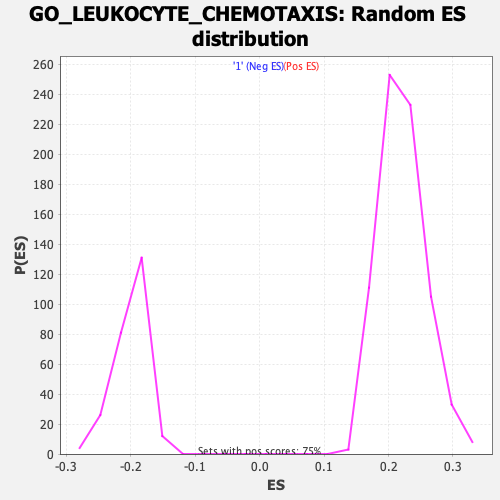 GO_LEUKOCYTE_CHEMOTAXIS: Random ES
distribution
'1' (Neg ES)(Pos ES)
260
240
220
200
180
160
140
120
100
80
60
40
20
0
P(ES)
Sets with pos scores: 75%
-0.3 -0.2 -0.1 0.0 0.1 0.2 0.3
ES